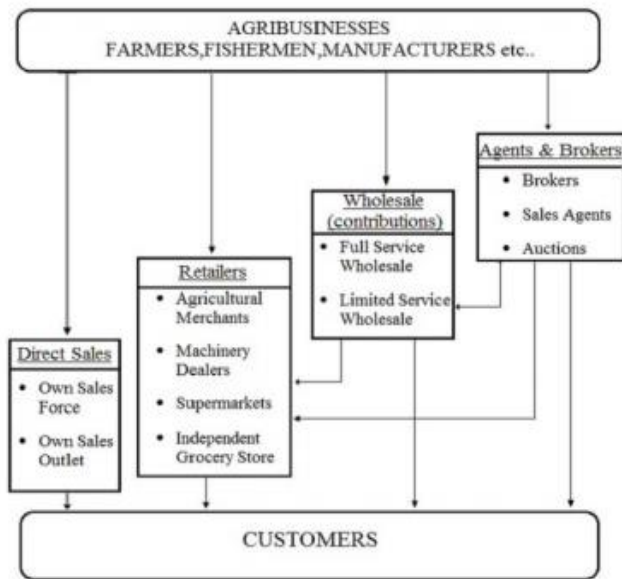 AGRIBUSINESSES
FARMERS,FISHERMEN,MANUFACTURERS etc..
Agents & Brokers
• Brokers
• Sales Agents
• Auctions
Wholesale
(contributions)
• Full Service
Wholesale
• Limited Service
Wholesale
Retailers
• Agricultural
Merchants
• Machinery
Dealers
• Supermarkets
• Independent
Grocery Store
Direct Sales
• Own Sales
Force
• Own Sales
Outlet
CUSTOMERS